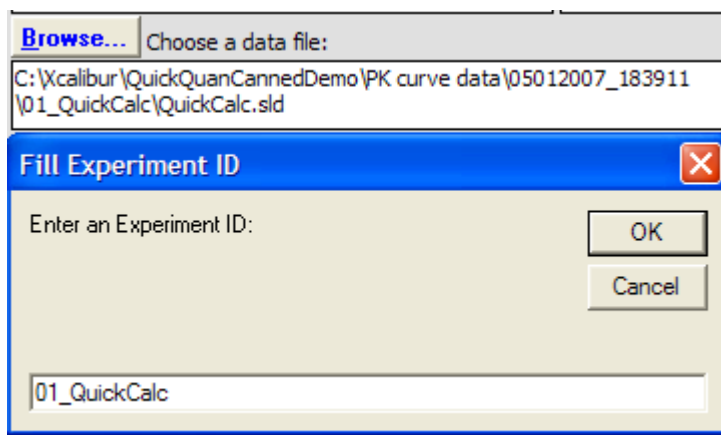 Browse... Choose a data file:
C:\Xcalibur\QuickQuanCannedDemo\PK curve data\05012007_183911
\01_QuickCalc\QuickCalc.sld
Fill Experiment ID
Enter an Experiment ID:
OK
Cancel
01_QuickCalc